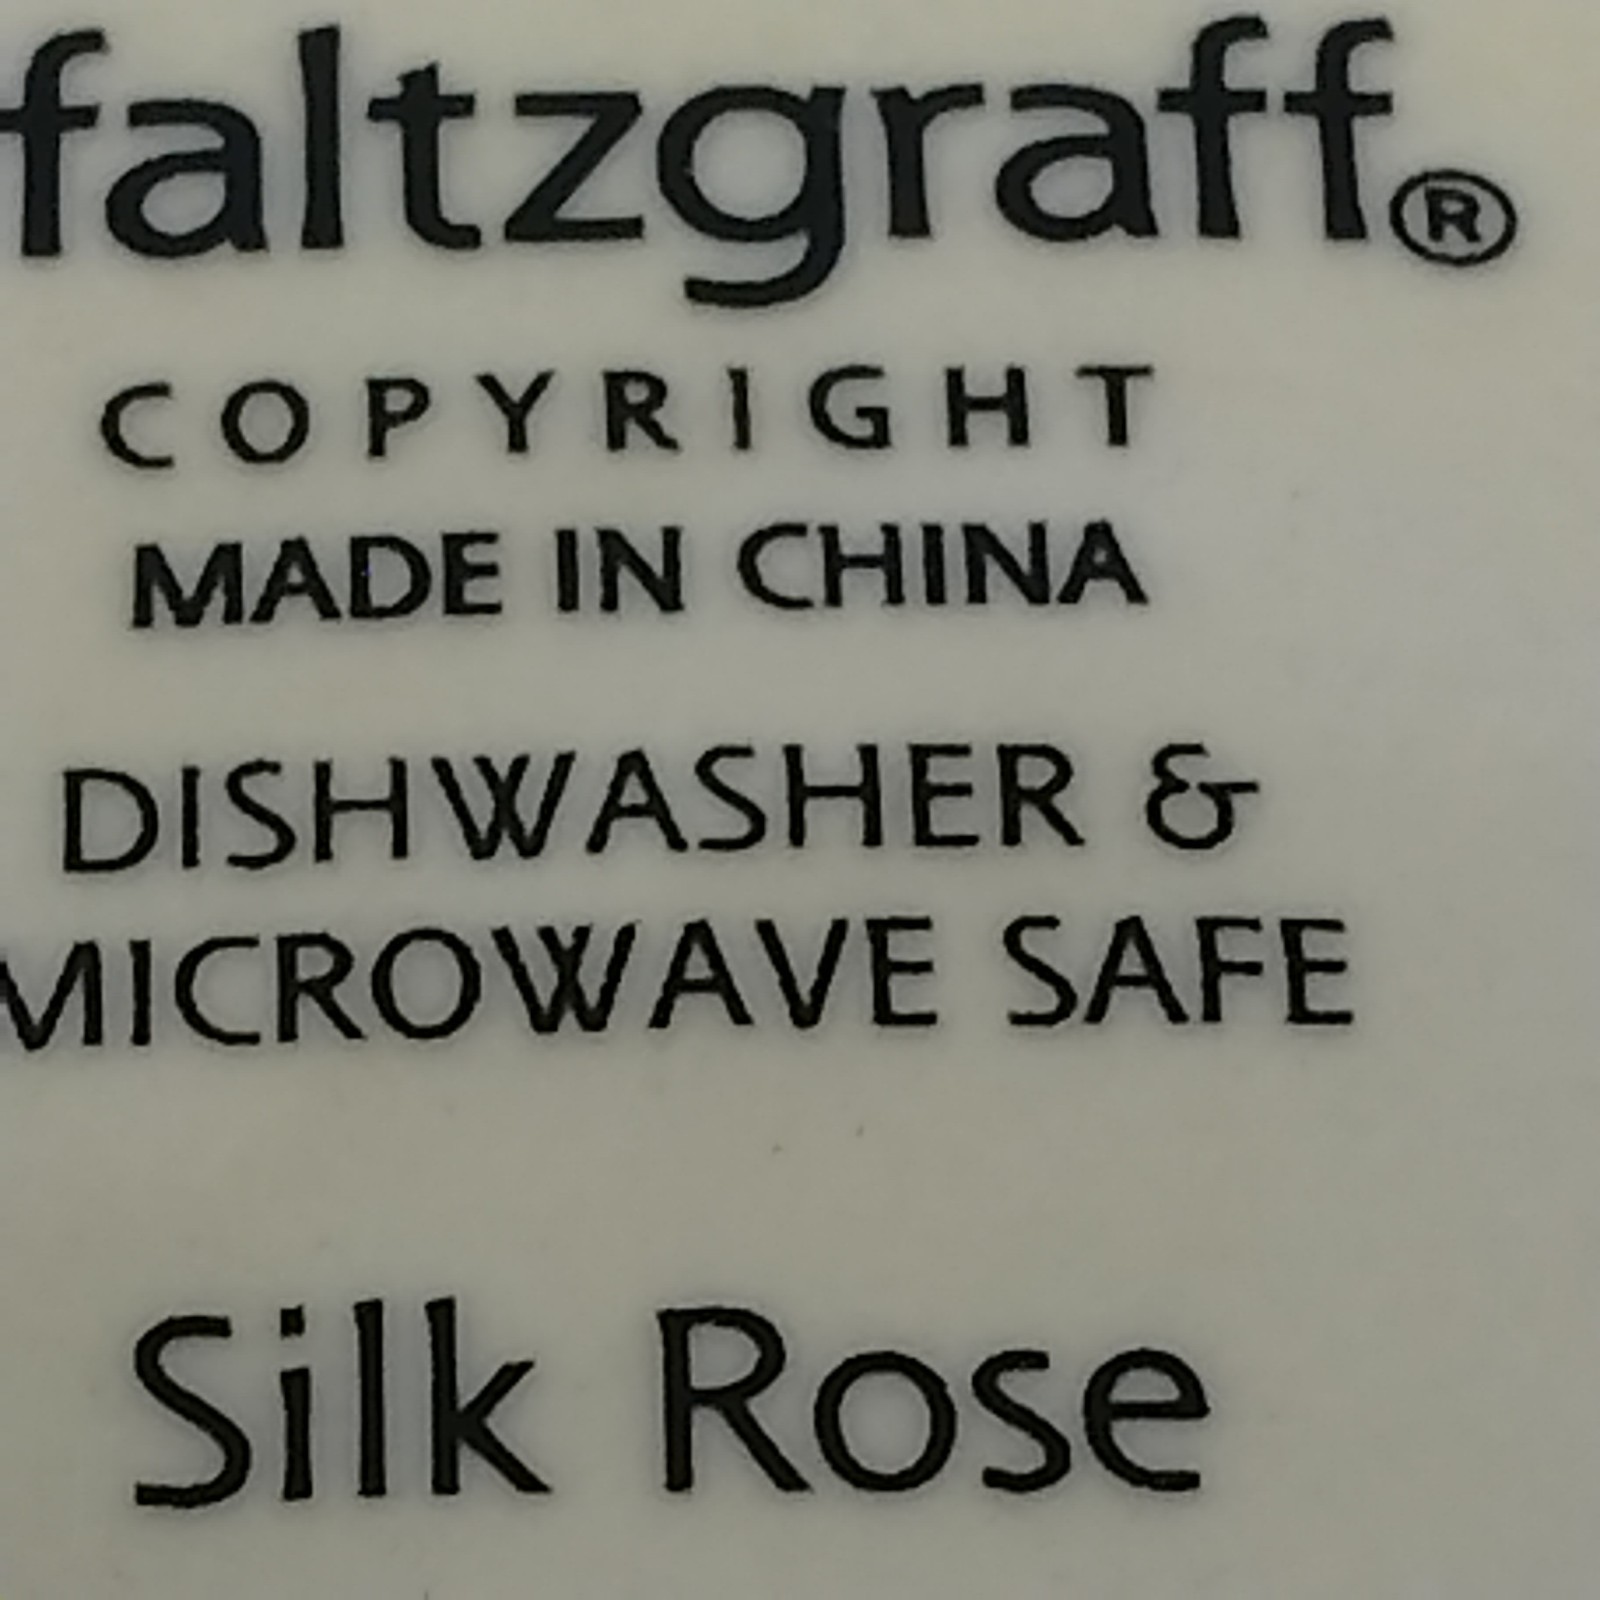 faltzgraff®
COPYRIGHT
MADE IN CHINA
DISHWASHER &
MICROWAVE SAFE
Silk Rose